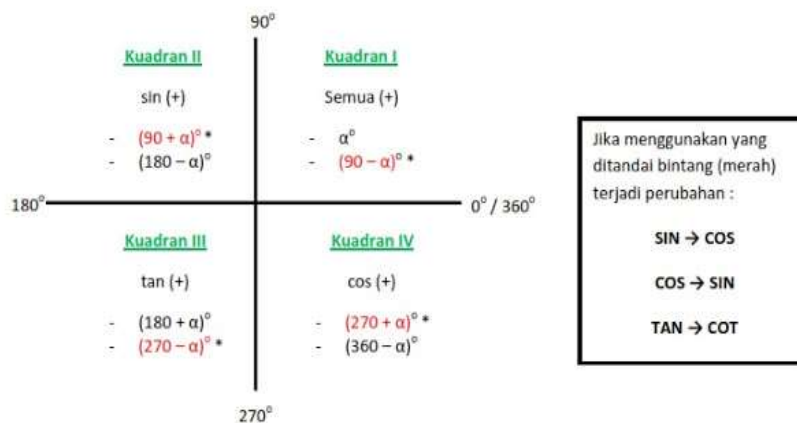 90°
Kuadran II
sin (+)
- (90 + α)° *
- (180 – α)°
Kuadran I
Semua (+)
- α°
- (90 – α)° *
180°
0° / 360°
Kuadran III
tan (+)
- (180 + α)°
- (270 – α)° *
Kuadran IV
cos (+)
- (270 + α)° *
- (360 – α)°
270°
Jika menggunakan yang
ditandai bintang (merah)
terjadi perubahan :
SIN → COS
COS → SIN
TAN → COT